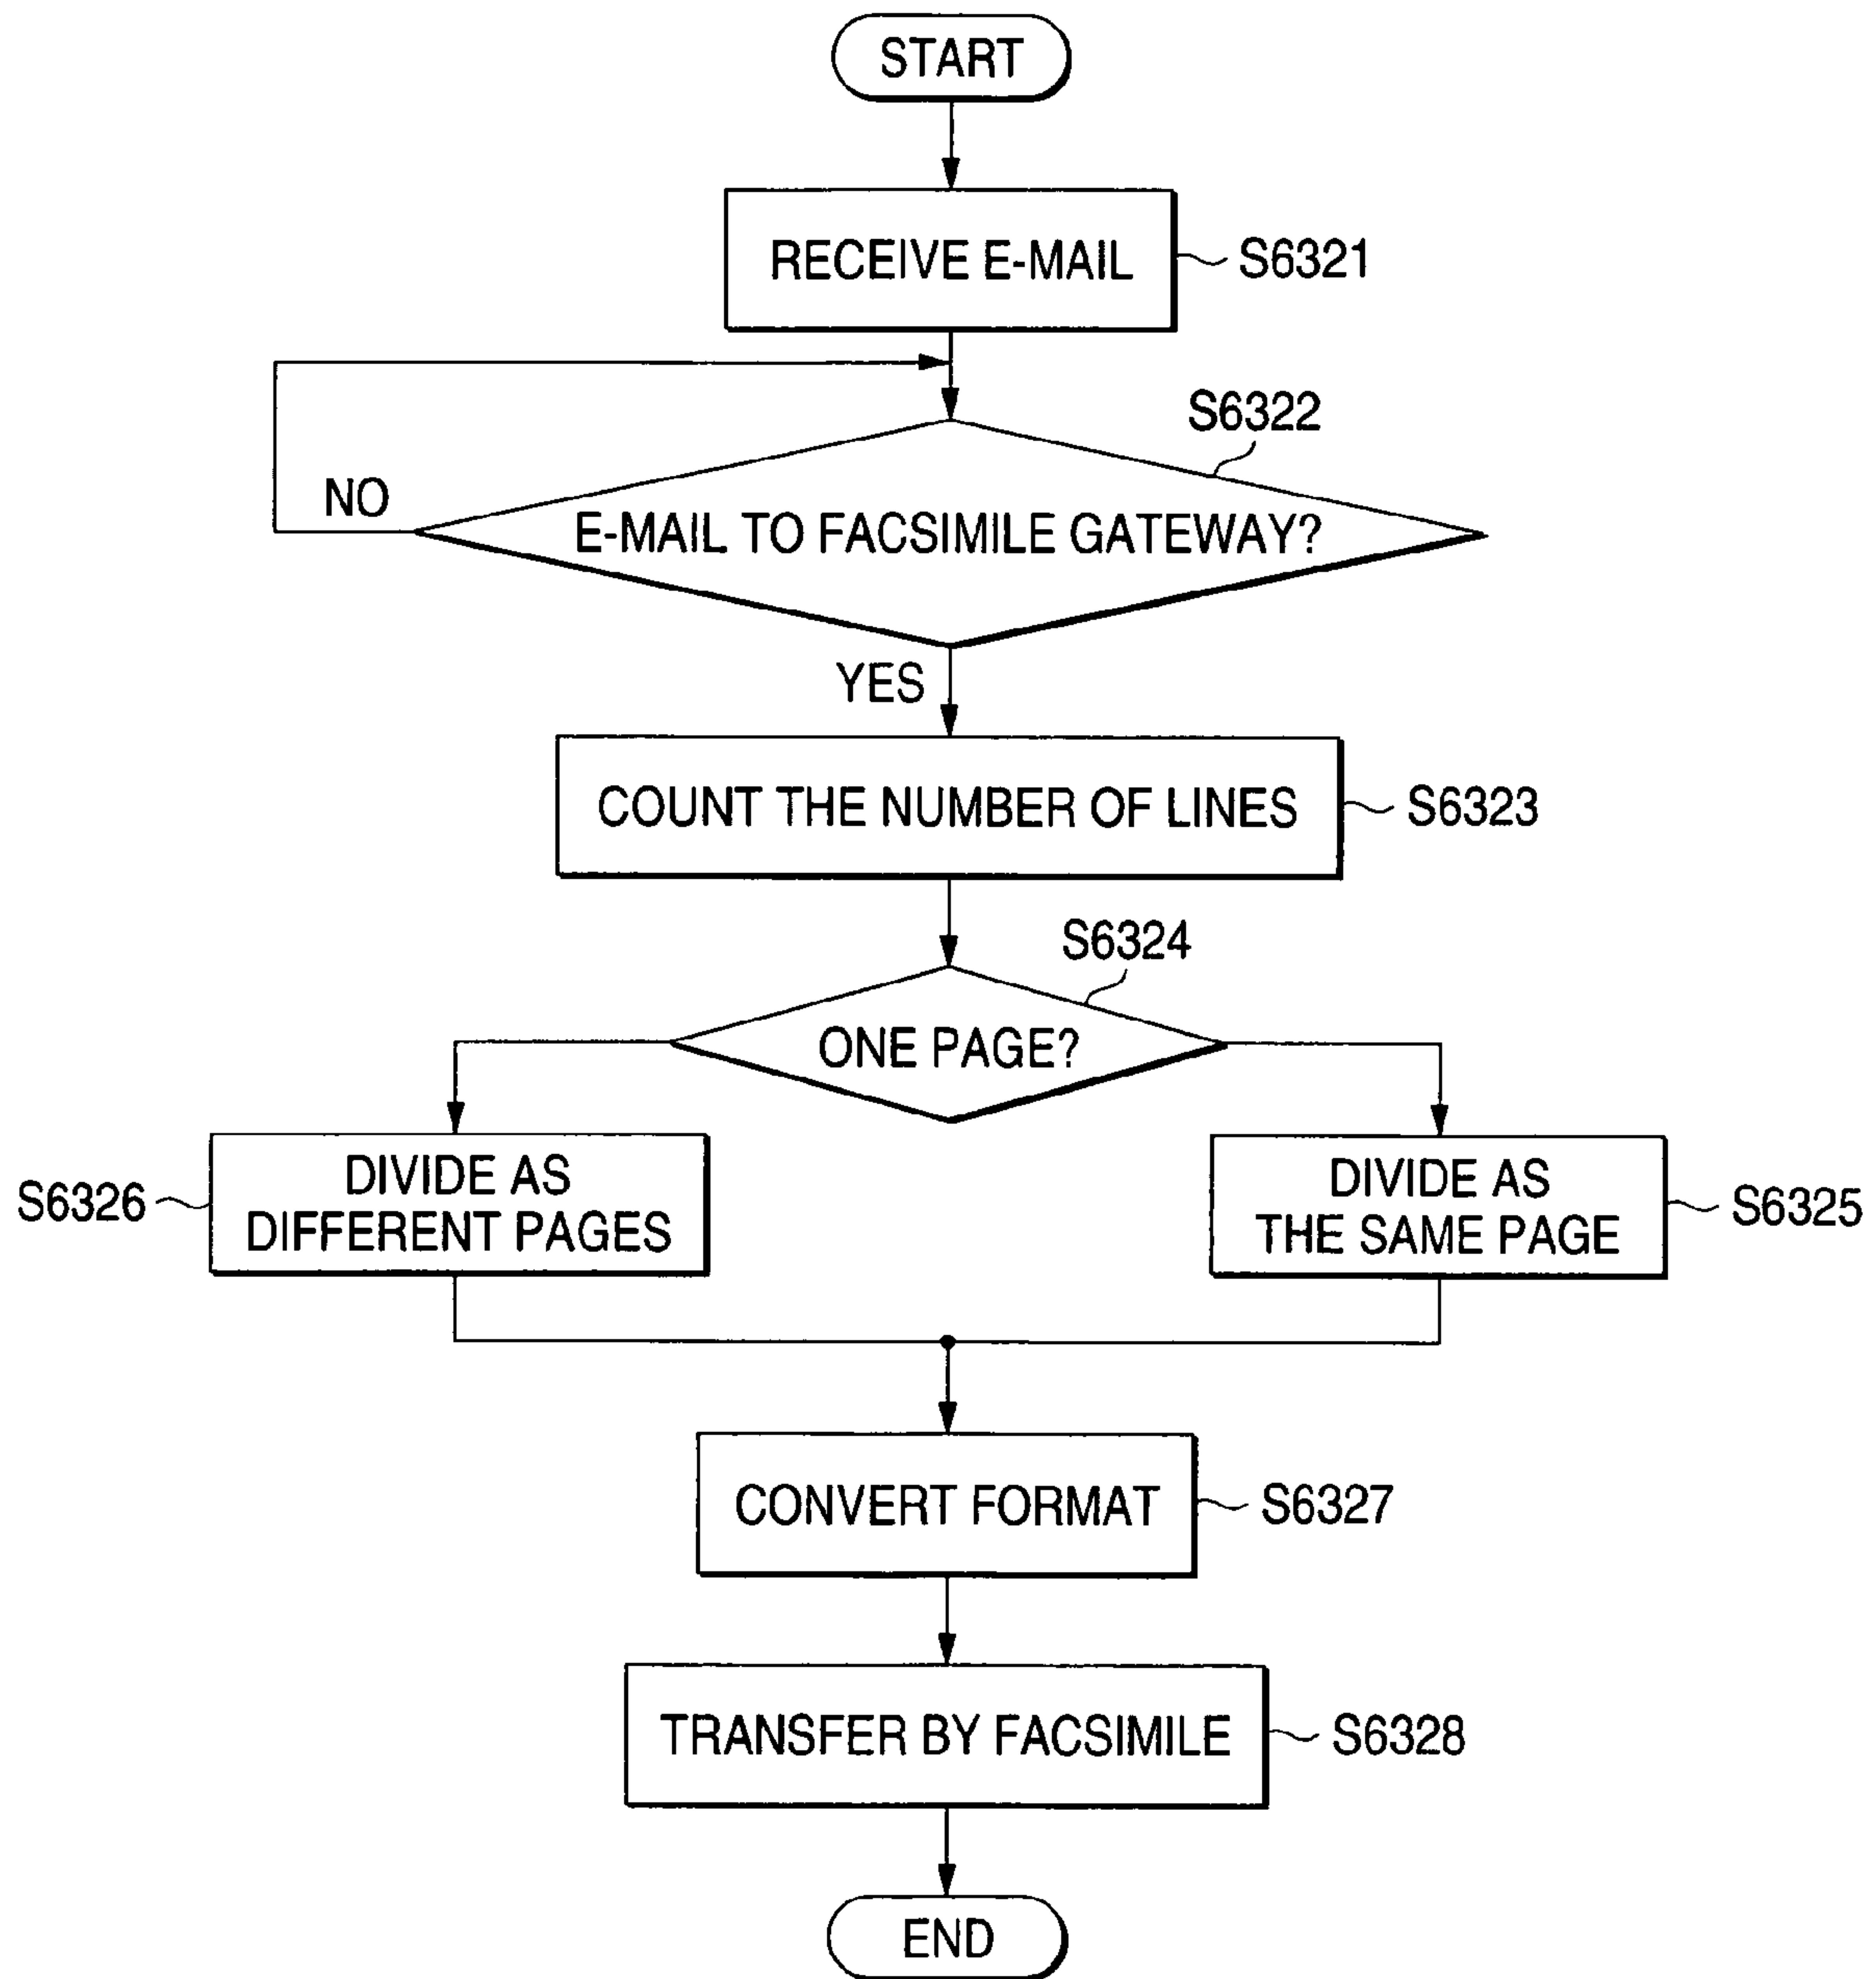 START
RECEIVE E-MAIL
S6321
S6322
NO
E-MAIL TO FACSIMILE GATEWAY?
YES
COUNT THE NUMBER OF LINES
S6323
S6324
ONE PAGE?
S6326
DIVIDE AS
DIFFERENT PAGES
DIVIDE AS
THE SAME PAGE
S6325
CONVERT FORMAT
S6327
TRANSFER BY FACSIMILE
S6328
END